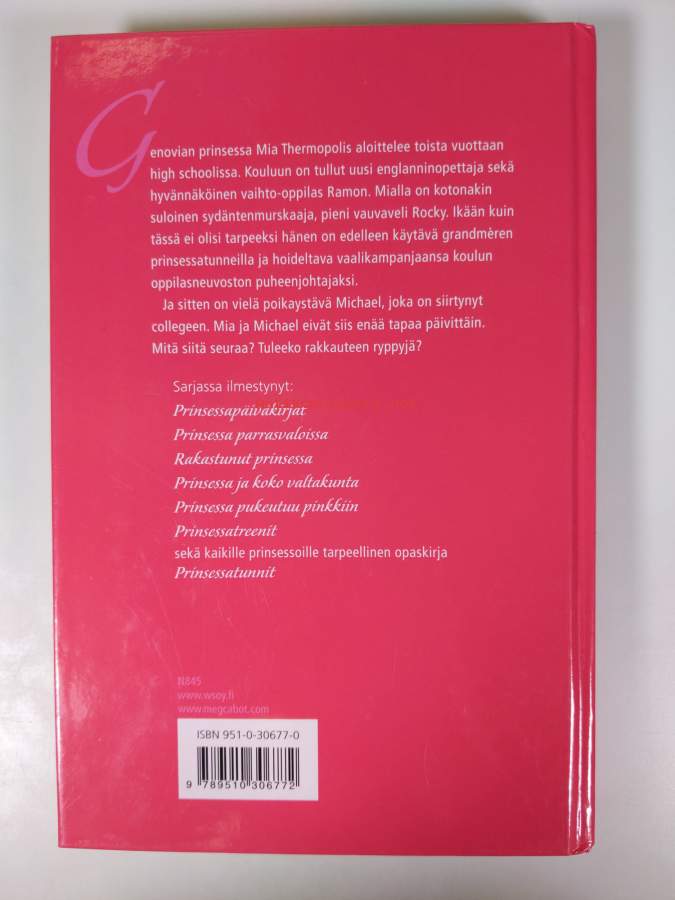 Genovian prinsessa Mia Thermopolis aloittelee toista vuottaan
high schoolissa. Kouluun on tullut uusi englanninopettaja sekä
hyvännäköinen vaihto-oppilas Ramon. Mialla on kotonakin
suloinen sydäntenmurskaaja, pieni vauvaveli Rocky. Ikään kuin
tässä ei olisi tarpeeksi hänen on edelleen käytävä grandmèren
prinsessatunneilla ja hoideltava vaalikampanjaansa koulun
oppilasneuvoston puheenjohtajaksi.
Ja sitten on vielä poikaystävä Michael, joka on siirtynyt
collegeen. Mia ja Michael eivät siis enää tapaa päivittäin.
Mitä siitä seuraa? Tuleeko rakkauteen ryppyjä?
Sarjassa ilmestynyt:
Prinsessapäiväkirjat
Prinsessa parrasvaloissa
Rakastunut prinsessa
Prinsessa ja koko valtakunta
Prinsessa pukeutuu pinkkiin
Prinsessatreenit
sekä kaikille prinsessoille tarpeellinen opaskirja
Prinsessatunnit
N845
www.wsoy.fi
www.megcabot.com
ISBN 951-0-30677-0
9 789510 306772